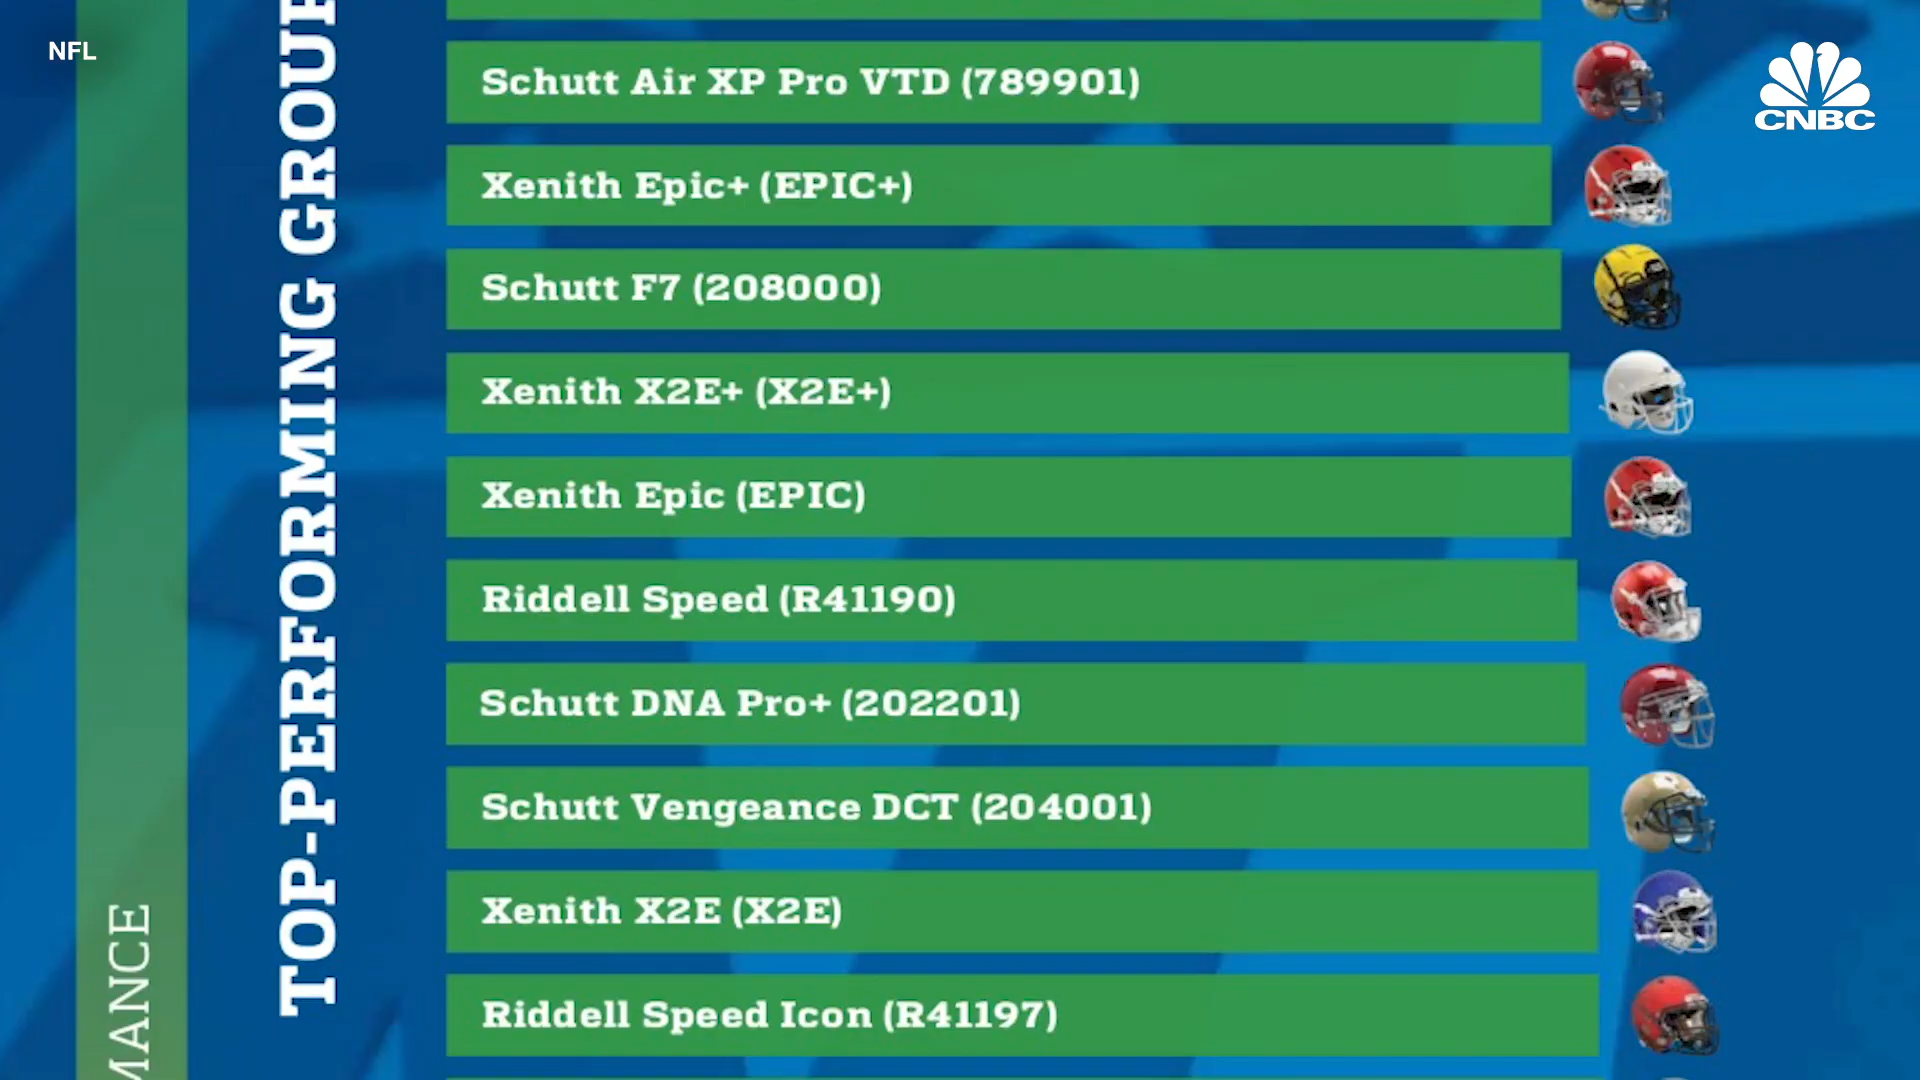 NFL
CNBC
TOP-PERFORMING GROUP
Schutt Air XP Pro VTD (789901)
Xenith Epic+ (EPIC+)
Schutt F7 (208000)
Xenith X2E+ (X2E+)
Xenith Epic (EPIC)
Riddell Speed (R41190)
Schutt DNA Pro+ (202201)
Schutt Vengeance DCT (204001)
Xenith X2E (X2E)
Riddell Speed Icon (R41197)
MANCE